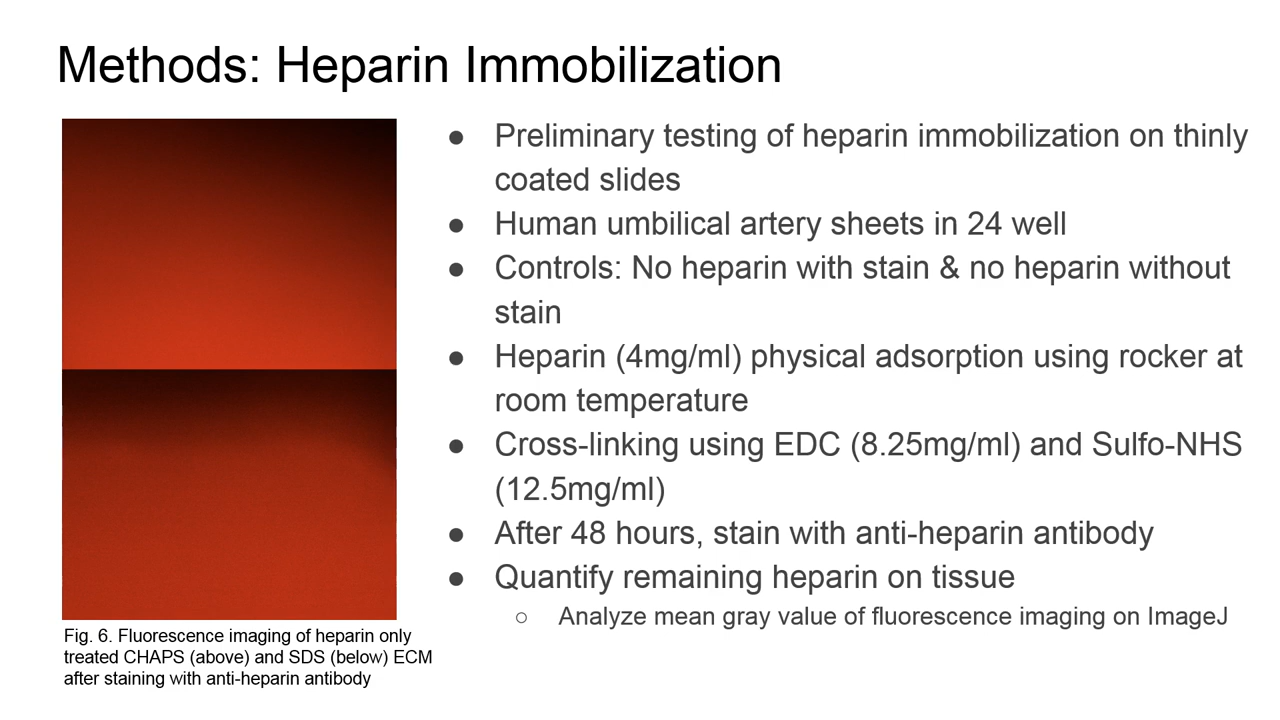 Methods: Heparin Immobilization
● Preliminary testing of heparin immobilization on thinly
coated slides
● Human umbilical artery sheets in 24 well
● Controls: No heparin with stain & no heparin without
stain
● Heparin (4mg/ml) physical adsorption using rocker at
room temperature
● Cross-linking using EDC (8.25mg/ml) and Sulfo-NHS
(12.5mg/ml)
● After 48 hours, stain with anti-heparin antibody
● Quantify remaining heparin on tissue
○ Analyze mean gray value of fluorescence imaging on ImageJ
Fig. 6. Fluorescence imaging of heparin only
treated CHAPS (above) and SDS (below) ECM
after staining with anti-heparin antibody